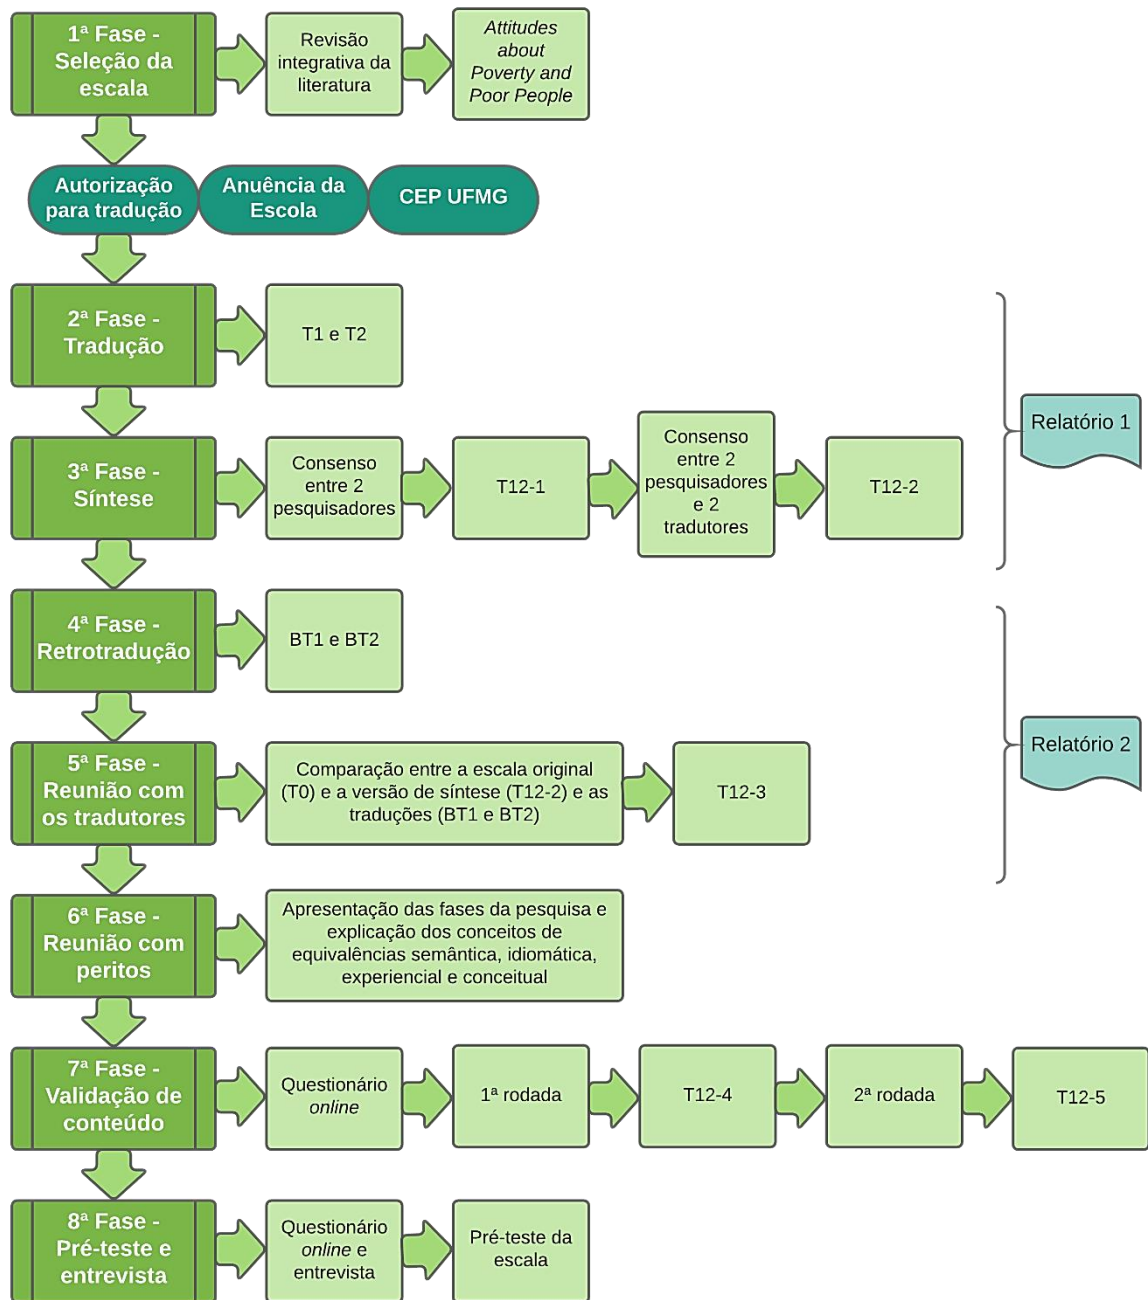 1ª Fase -
Seleção da
escala
Revisão
integrativa da
literatura
Attitudes
about
Poverty and
Poor People
Autorização
para tradução
Anuência da
Escola
CEP UFMG
2ª Fase -
Tradução
T1 e T2
Relatório 1
3ª Fase -
Síntese
Consenso
entre 2
pesquisadores
T12-1
Consenso
entre 2
pesquisadores
e 2
tradutores
T12-2
4ª Fase -
Retrotradução
BT1 e BT2
Relatório 2
5ª Fase -
Reunião com
os tradutores
Comparação entre a escala original
(T0) e a versão de síntese (T12-2) e as
traduções (BT1 e BT2)
T12-3
6ª Fase -
Reunião com
peritos
Apresentação das fases da pesquisa e
explicação dos conceitos de
equivalências semântica, idiomática,
experiencial e conceitual
7ª Fase -
Validação de
conteúdo
Questionário
online
1ª rodada
T12-4
2ª rodada
T12-5
8ª Fase -
Pré-teste e
entrevista
Questionário
online e
entrevista
Pré-teste da
escala